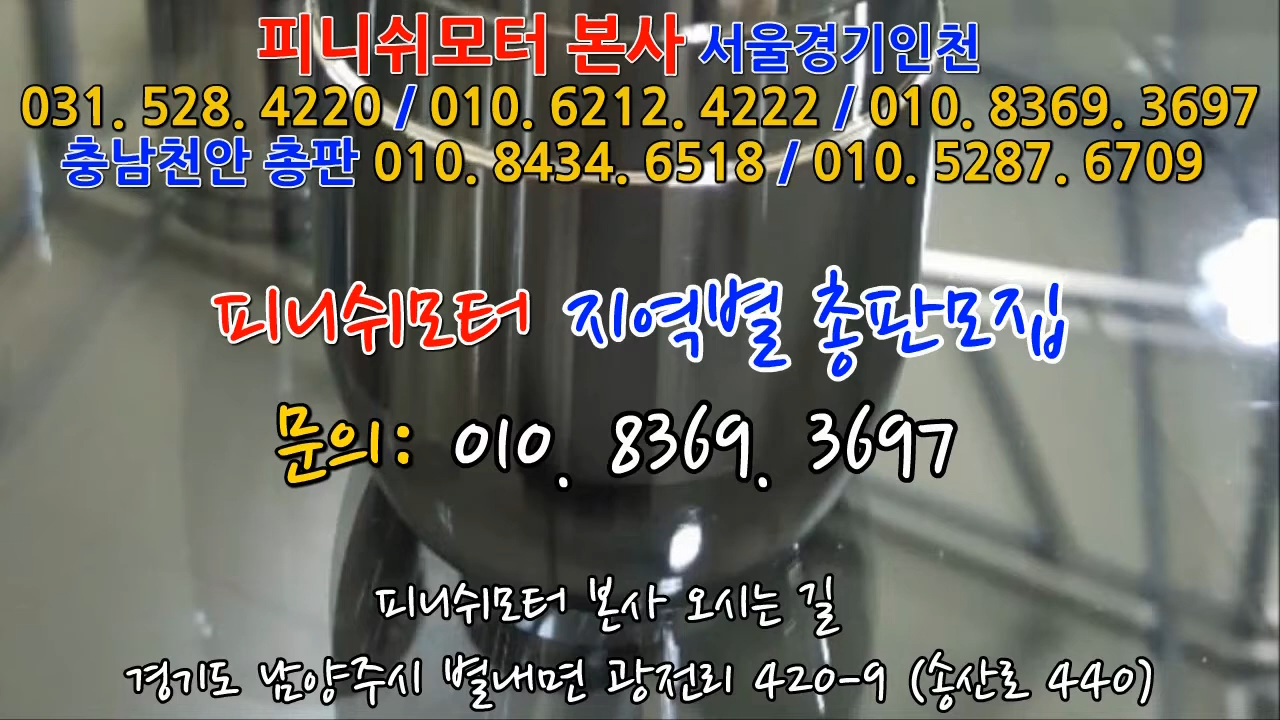 피니쉬모터 본사 서울경기인천
031. 528. 4220 / 010. 6212. 4222 / 010. 8369. 3697
충남천안 총판 010. 8434. 6518 / 010. 5287. 6709
피니쉬모터 지역별 총판모집
문의: 010. 8369. 3697
피니쉬모터 본사 오시는 길
경기도 남양주시 별내면 광전리 420-9 (송산로 440)